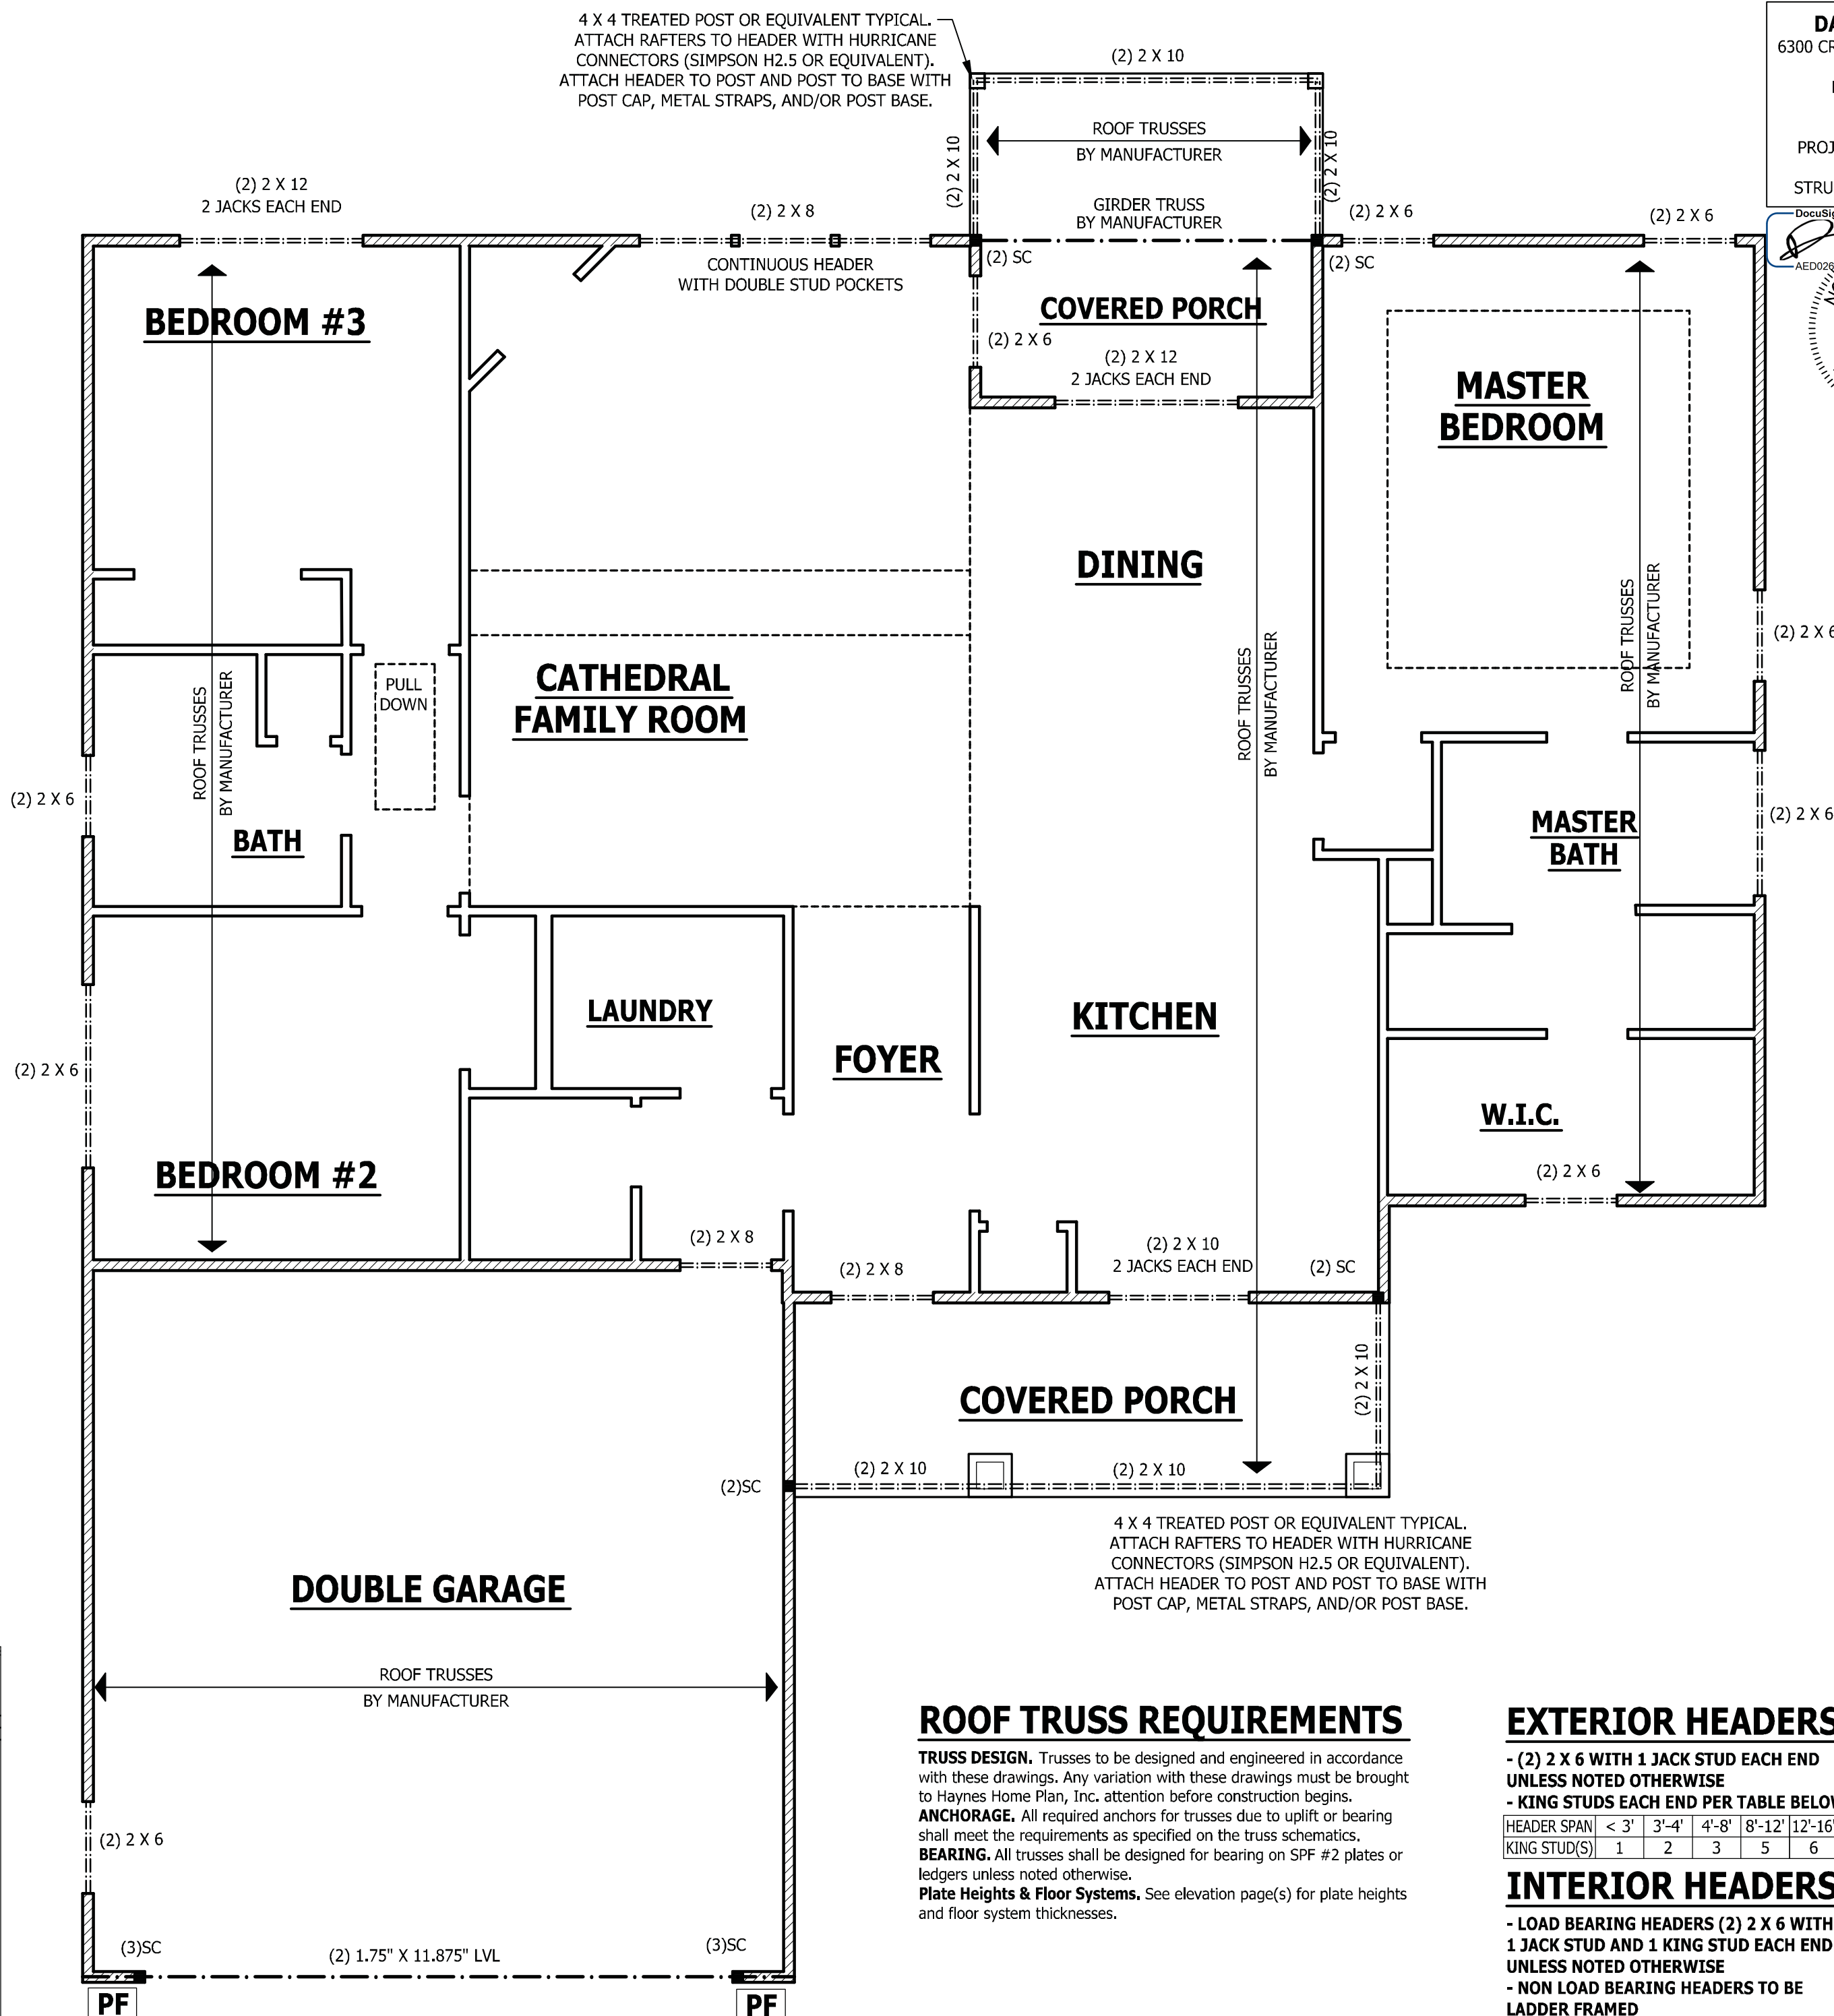 4 X 4 TREATED POST OR EQUIVALENT TYPICAL.
ATTACH RAFTERS TO HEADER WITH HURRICANE
CONNECTORS (SIMPSON H2.5 OR EQUIVALENT).
ATTACH HEADER TO POST AND POST TO BASE WITH
POST CAP, METAL STRAPS, AND/OR POST BASE.
(2) 2 X 10
6300
PROJ
STRU
ROOF TRUSSES
BY MANUFACTURER
(2) 2 X 10
(2) 2 X 10
GIRDER TRUSS
BY MANUFACTURER
(2) 2 X 12
2 JACKS EACH END
(2) 2 X 8
(2) 2 X 6
(2) 2 X 6
DocuSig
AED026
CONTINUOUS HEADER
WITH DOUBLE STUD POCKETS
(2) SC
(2) SC
BEDROOM #3
COVERED PORCH
(2) 2 X 6
(2) 2 X 12
2 JACKS EACH END
MASTER
BEDROOM
DINING
CATHEDRAL
FAMILY ROOM
PULL
DOWN
ROOF TRUSSES
BY MANUFACTURER
ROOF TRUSSES
BY MANUFACTURER
ROOF TRUSSES
BY MANUFACTURER
(2) 2 X 6
(2) 2 X 6
(2) 2 X 6
BATH
MASTER
BATH
LAUNDRY
FOYER
KITCHEN
(2) 2 X 6
W.I.C.
BEDROOM #2
(2) 2 X 6
(2) 2 X 8
(2) 2 X 8
(2) 2 X 10
2 JACKS EACH END
(2) SC
(2) 2 X 10
COVERED PORCH
(2)SC
(2) 2 X 10
(2) 2 X 10
4 X 4 TREATED POST OR EQUIVALENT TYPICAL.
ATTACH RAFTERS TO HEADER WITH HURRICANE
CONNECTORS (SIMPSON H2.5 OR EQUIVALENT).
ATTACH HEADER TO POST AND POST TO BASE WITH
POST CAP, METAL STRAPS, AND/OR POST BASE.
DOUBLE GARAGE
ROOF TRUSSES
BY MANUFACTURER
(2) 2 X 6
(3)SC
(2) 1.75" X 11.875" LVL
(3)SC
PF
PF
ROOF TRUSS REQUIREMENTS
TRUSS DESIGN. Trusses to be designed and engineered in accordance
with these drawings. Any variation with these drawings must be brought
to Haynes Home Plan, Inc. attention before construction begins.
ANCHORAGE. All required anchors for trusses due to uplift or bearing
shall meet the requirements as specified on the truss schematics.
BEARING. All trusses shall be designed for bearing on SPF #2 plates or
ledgers unless noted otherwise.
Plate Heights & Floor Systems. See elevation page(s) for plate heights
and floor system thicknesses.
EXTERIOR HEADERS
- (2) 2 X 6 WITH 1 JACK STUD EACH END
UNLESS NOTED OTHERWISE
- KING STUDS EACH END PER TABLE BELOW
HEADER SPAN < 3' 3'-4' 4'-8' 8'-12' 12'-16'
KING STUD(S) 1 2 3 5 6
INTERIOR HEADERS
- LOAD BEARING HEADERS (2) 2 X 6 WITH
1 JACK STUD AND 1 KING STUD EACH END
UNLESS NOTED OTHERWISE
- NON LOAD BEARING HEADERS TO BE
LADDER FRAMED